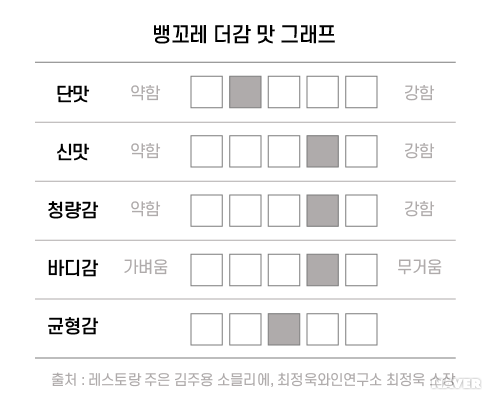 뱅꼬레 더감 맛 그래프
단맛 약함 강함
신맛 약함 강함
청량감 약함 강함
바디감 가벼움 무거움
균형감
출처 : 레스토랑 주은 김주용 소믈리에, 최정욱와인연구소 최정욱 소장